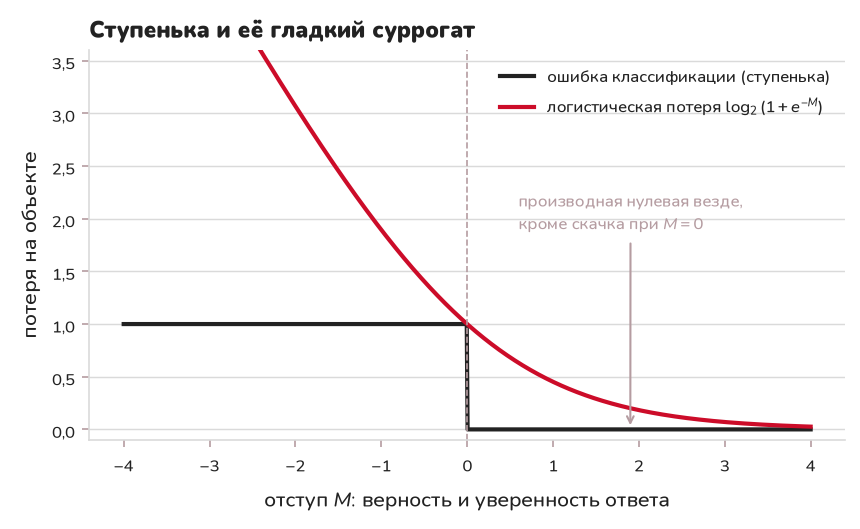 Ступенька и её гладкий суррогат
3,5
3,0
2,5
2,0
1,5
1,0
0,5
0,0
потеря на объекте
ошибка классификации (ступенька)
логистическая потеря log₂ (1 + e⁻ᴹ)
производная нулевая везде,
кроме скачка при M = 0
−4 −3 −2 −1 0 1 2 3 4
отступ M: верность и уверенность ответа